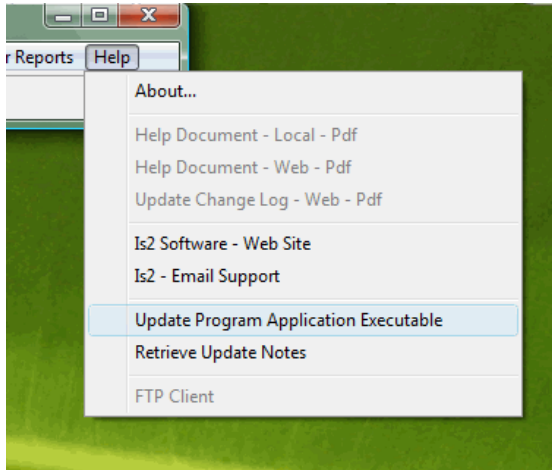 r Reports Help
About...
Help Document - Local - Pdf
Help Document - Web - Pdf
Update Change Log - Web - Pdf
Is2 Software - Web Site
Is2 - Email Support
Update Program Application Executable
Retrieve Update Notes
FTP Client